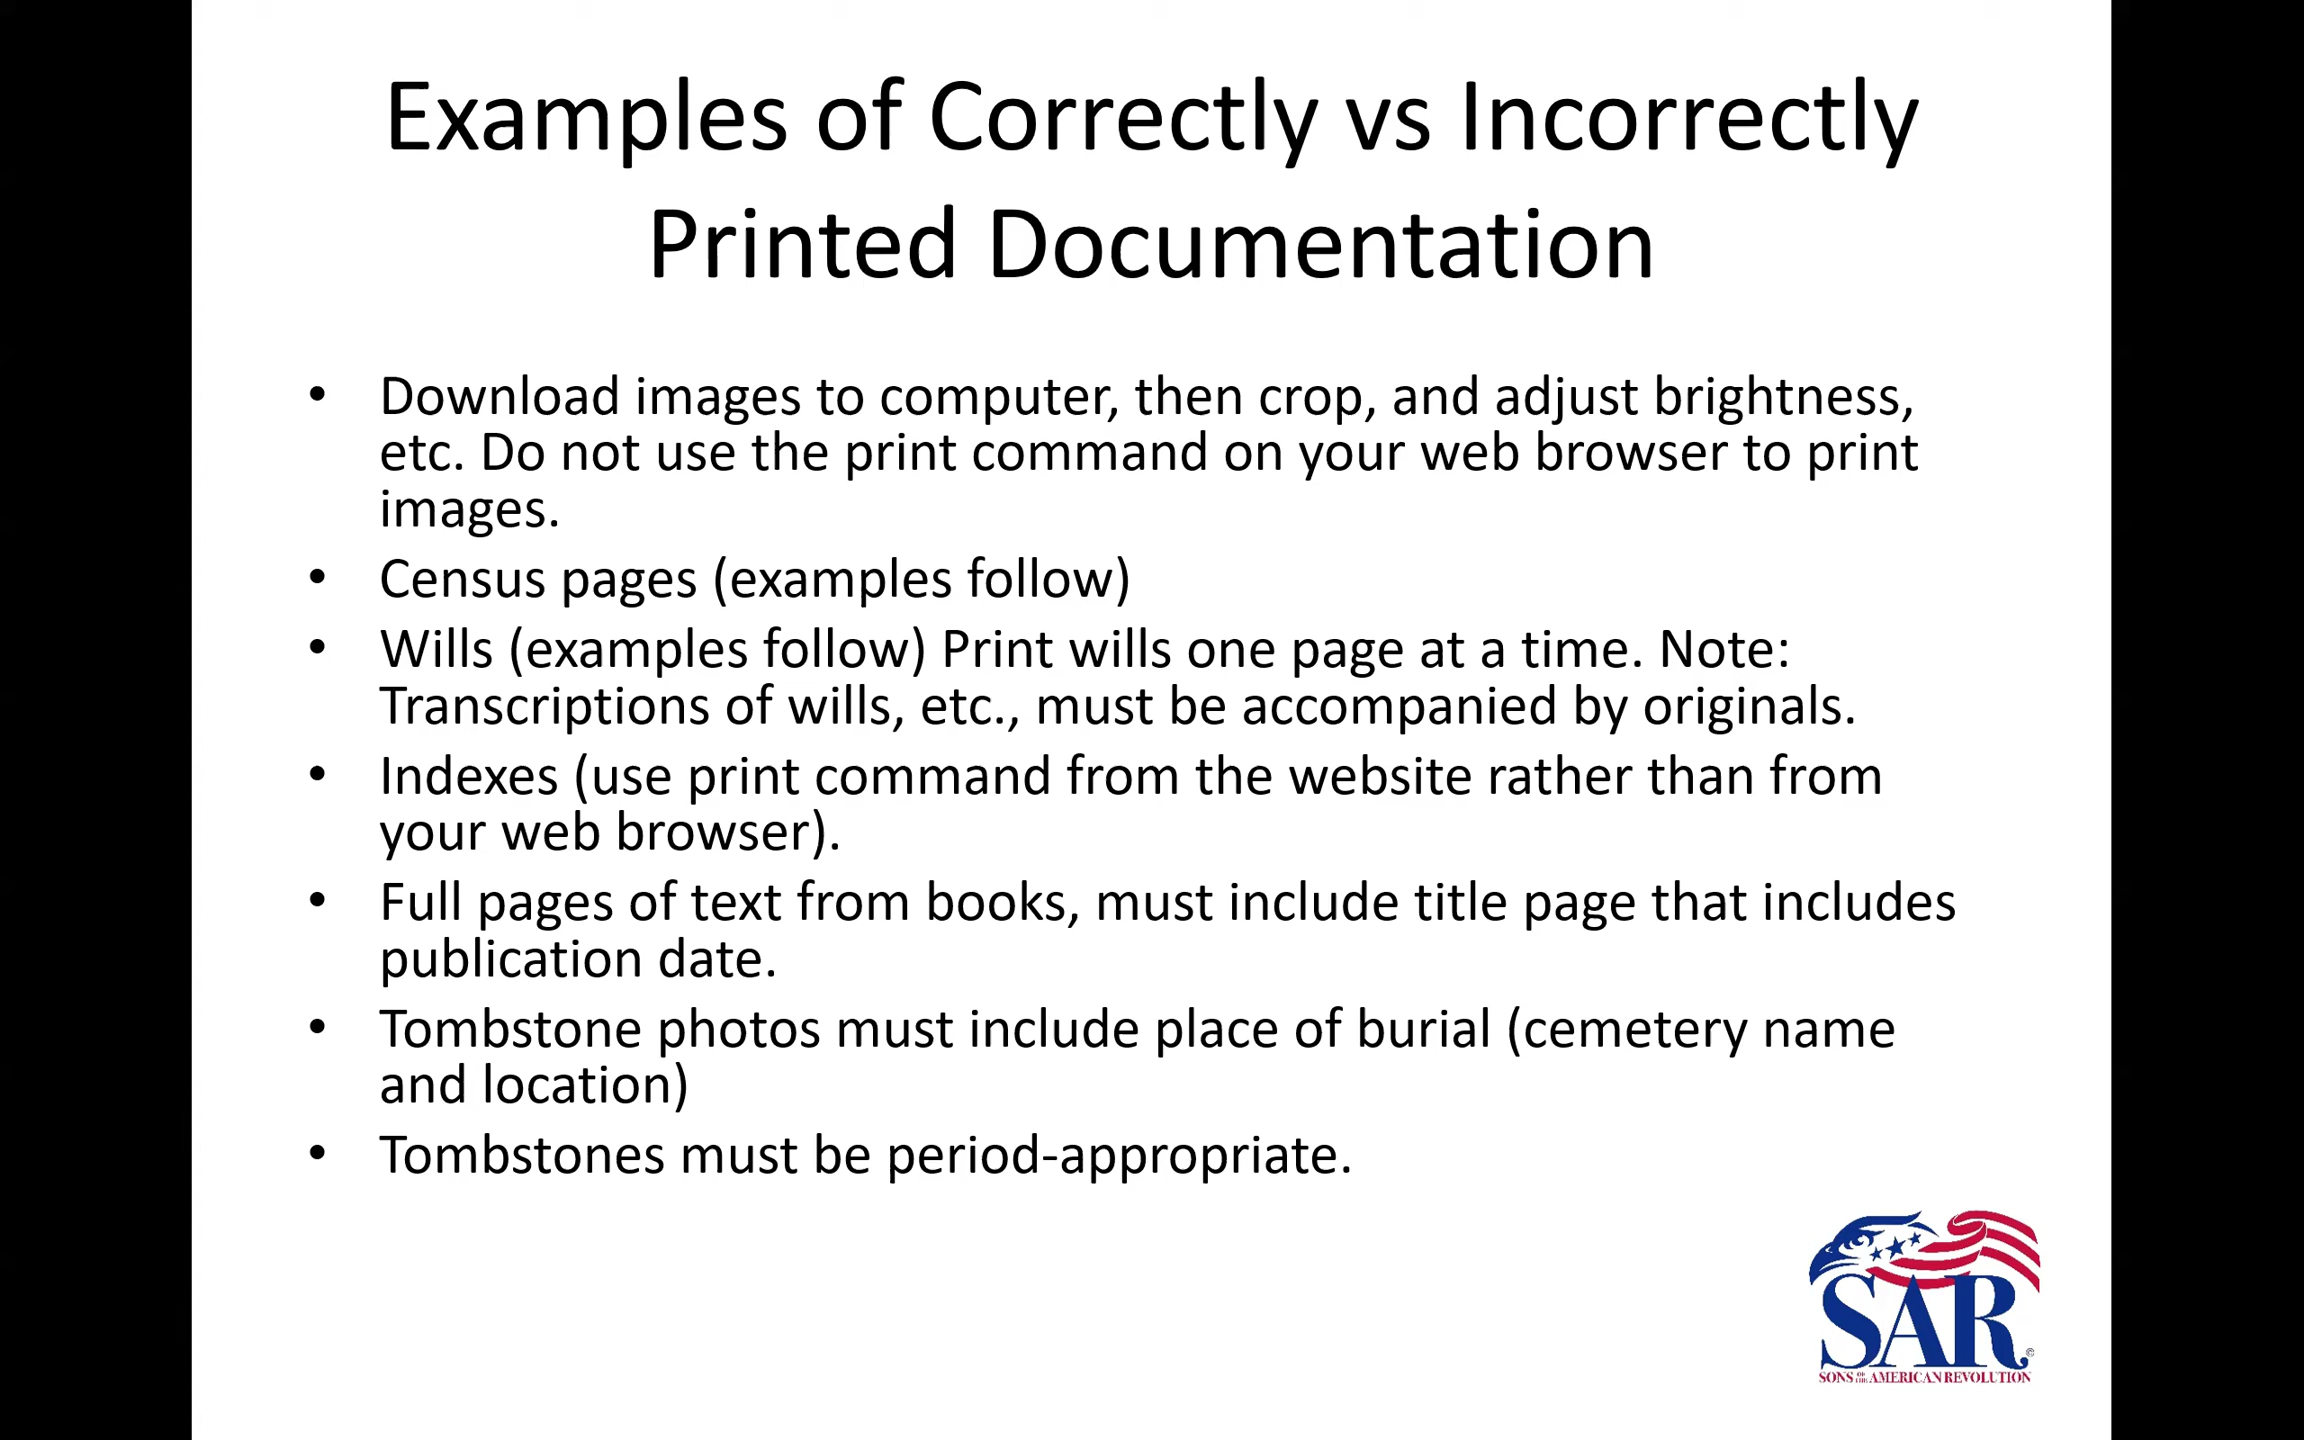 Examples of Correctly vs Incorrectly
Printed Documentation
• Download images to computer, then crop, and adjust brightness,
etc. Do not use the print command on your web browser to print
images.
• Census pages (examples follow)
• Wills (examples follow) Print wills one page at a time. Note:
Transcriptions of wills, etc., must be accompanied by originals.
• Indexes (use print command from the website rather than from
your web browser).
• Full pages of text from books, must include title page that includes
publication date.
• Tombstone photos must include place of burial (cemetery name
and location)
• Tombstones must be period-appropriate.
SAR©
SONS OF THE AMERICAN REVOLUTION